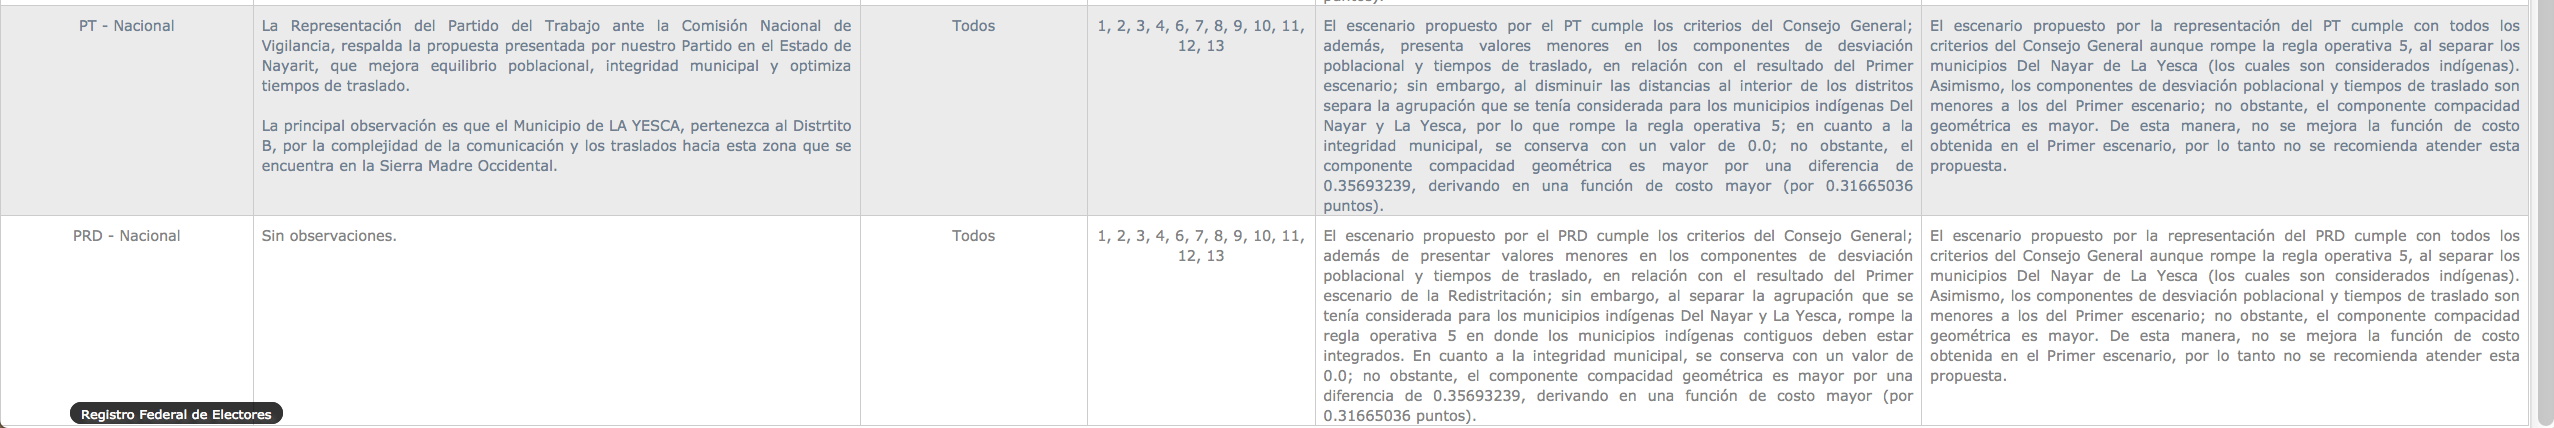 puntos).
PT - Nacional
La Representación del Partido del Trabajo ante la Comisión Nacional de
Vigilancia, respalda la propuesta presentada por nuestro Partido en el Estado de
Nayarit, que mejora equilibrio poblacional, integridad municipal y optimiza
tiempos de traslado.
La principal observación es que el Municipio de LA YESCA, pertenezca al Distrtito
B, por la complejidad de la comunicación y los traslados hacia esta zona que se
encuentra en la Sierra Madre Occidental.
Todos
1, 2, 3, 4, 6, 7, 8, 9, 10, 11,
12, 13
El escenario propuesto por el PT cumple los criterios del Consejo General;
además, presenta valores menores en los componentes de desviación
poblacional y tiempos de traslado, en relación con el resultado del Primer
escenario; sin embargo, al disminuir las distancias al interior de los distritos
separa la agrupación que se tenía considerada para los municipios indígenas Del
Nayar y La Yesca, por lo que rompe la regla operativa 5; en cuanto a la
integridad municipal, se conserva con un valor de 0.0; no obstante, el
componente compacidad geométrica es mayor por una diferencia de
0.35693239, derivando en una función de costo mayor (por 0.31665036
puntos).
El escenario propuesto por la representación del PT cumple con todos los
criterios del Consejo General aunque rompe la regla operativa 5, al separar los
municipios Del Nayar de La Yesca (los cuales son considerados indígenas).
Asimismo, los componentes de desviación poblacional y tiempos de traslado son
menores a los del Primer escenario; no obstante, el componente compacidad
geométrica es mayor. De esta manera, no se mejora la función de costo
obtenida en el Primer escenario, por lo tanto no se recomienda atender esta
propuesta.
PRD - Nacional
Sin observaciones.
Todos
1, 2, 3, 4, 6, 7, 8, 9, 10, 11,
12, 13
El escenario propuesto por el PRD cumple los criterios del Consejo General;
además de presentar valores menores en los componentes de desviación
poblacional y tiempos de traslado, en relación con el resultado del Primer
escenario de la Redistritación; sin embargo, al separar la agrupación que se
tenía considerada para los municipios indígenas Del Nayar y La Yesca, rompe la
regla operativa 5 en donde los municipios indígenas contiguos deben estar
integrados. En cuanto a la integridad municipal, se conserva con un valor de
0.0; no obstante, el componente compacidad geométrica es mayor por una
diferencia de 0.35693239, derivando en una función de costo mayor (por
0.31665036 puntos).
El escenario propuesto por la representación del PRD cumple con todos los
criterios del Consejo General aunque rompe la regla operativa 5, al separar los
municipios Del Nayar de La Yesca (los cuales son considerados indígenas).
Asimismo, los componentes de desviación poblacional y tiempos de traslado son
menores a los del Primer escenario; no obstante, el componente compacidad
geométrica es mayor. De esta manera, no se mejora la función de costo
obtenida en el Primer escenario, por lo tanto no se recomienda atender esta
propuesta.
Registro Federal de Electores